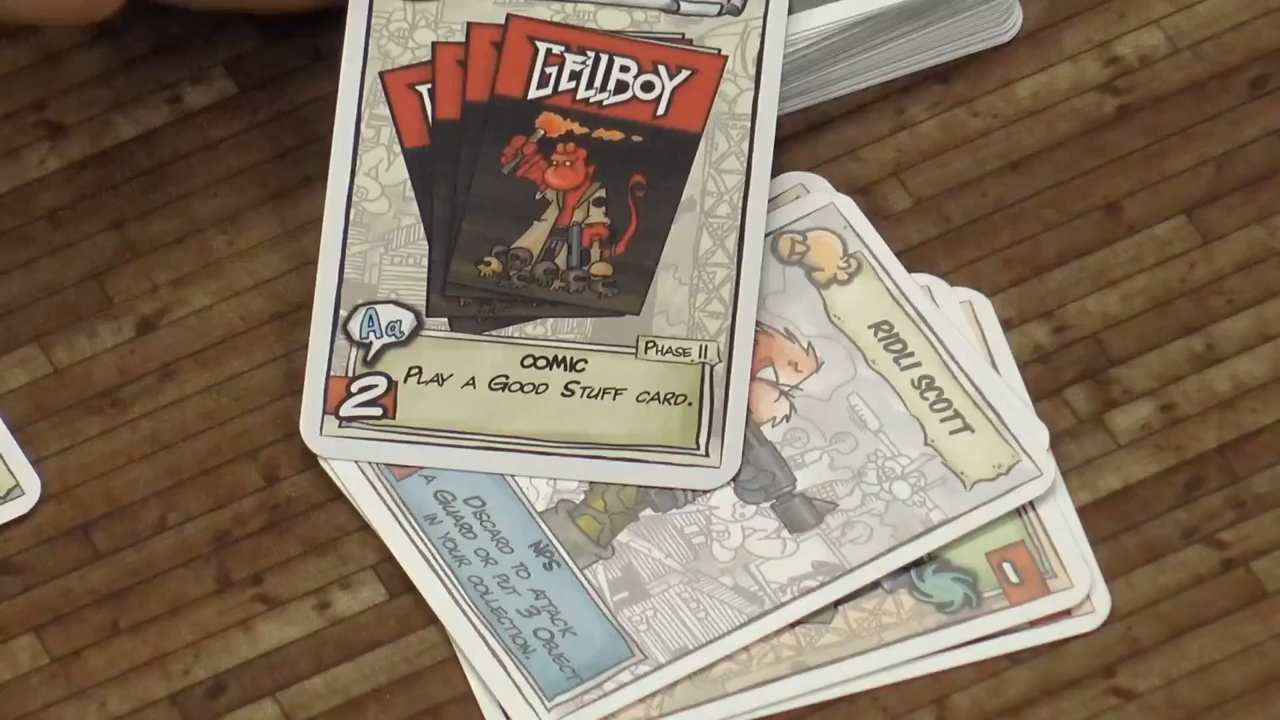 GELLBOY
Aa
PHASE II
COMIC
PLAY A GOOD STUFF CARD.
2
RIDLI SCOTT
NPS
DISCARD TO ATTACK
A GUARD OR PUT 3 OBJECT
IN YOUR COLLECTION.